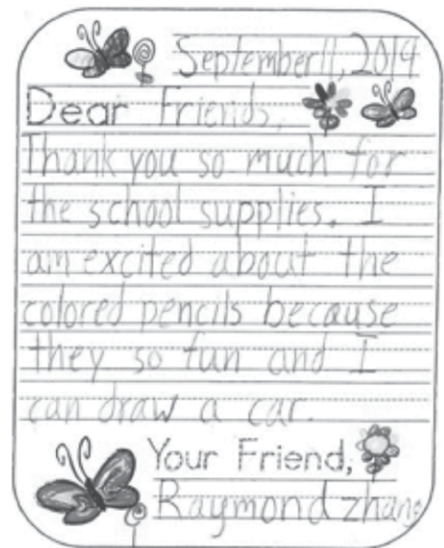 September 11, 2014
Dear Friends,
Thank you so much for
the school supplies. I
am excited about the
colored pencils because
they so fun and I
can draw a car.
Your Friend,
Raymond zhang